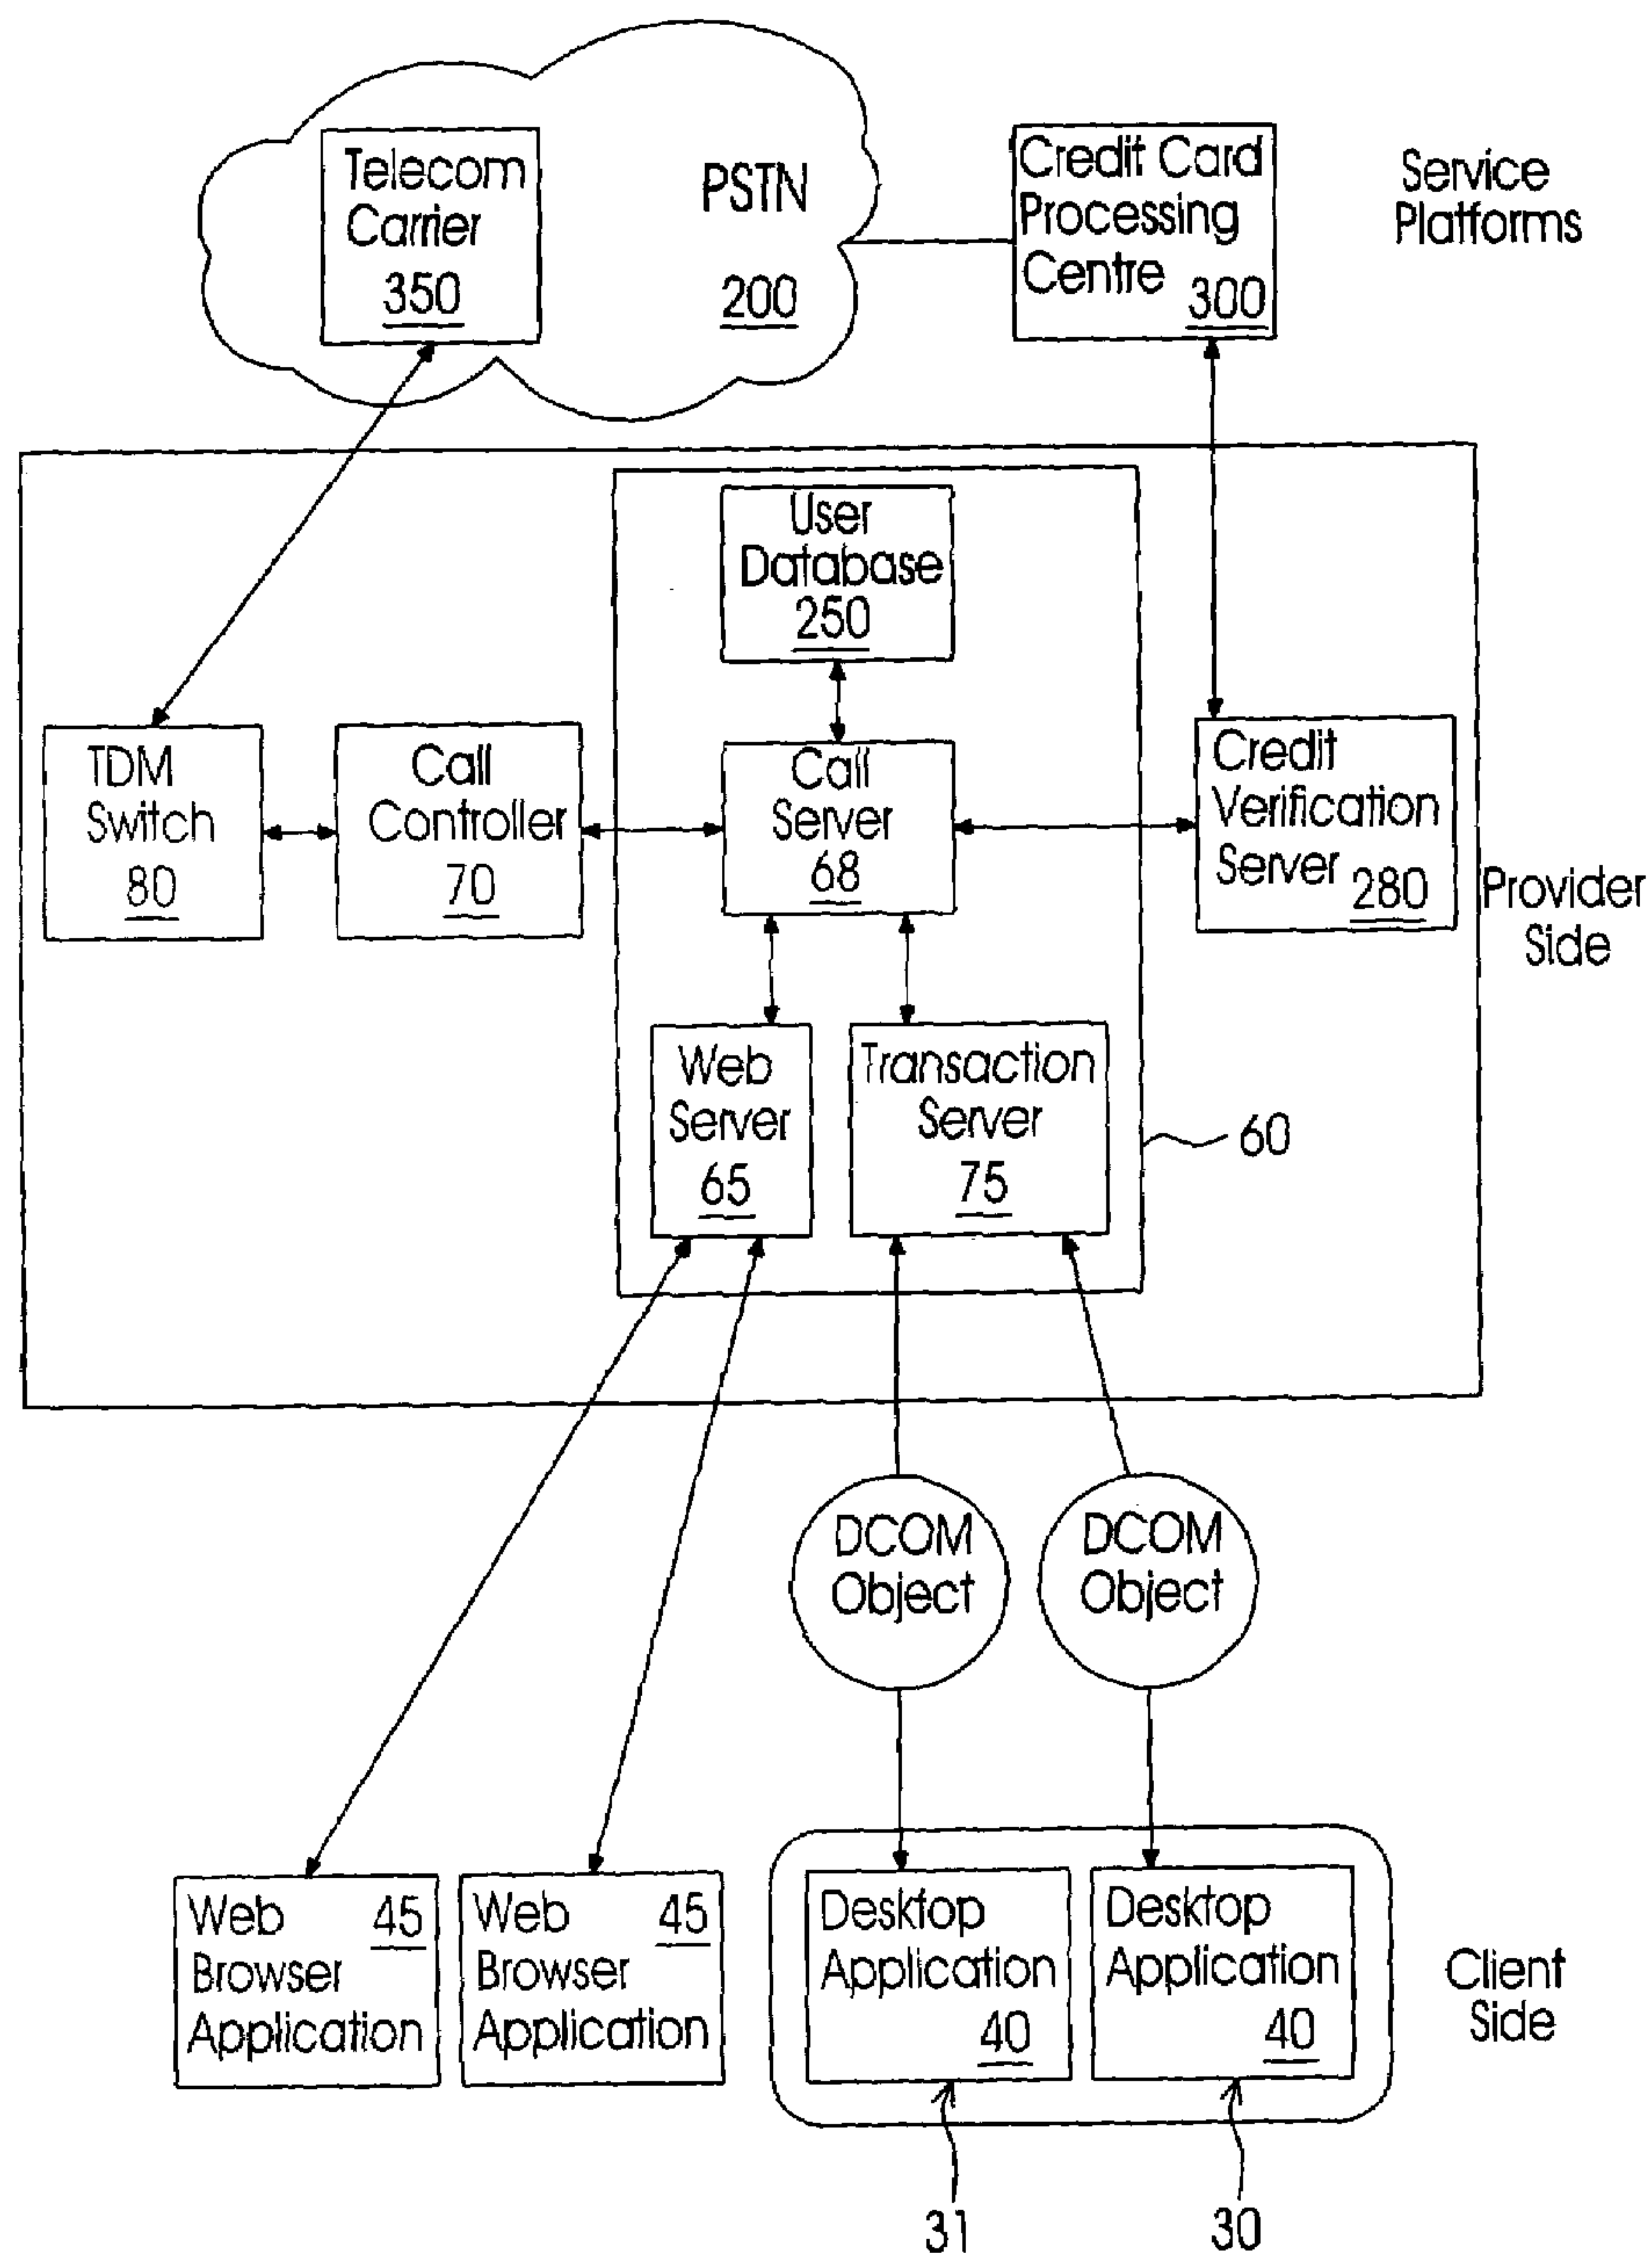 Telecom
Carrier
350
PSTN
200
Credit Card
Processing
Centre
300
Service
Platforms
User
Database
250
TDM
Switch
80
Call
Controller
70
Call
Server
68
Credit
Verification
Server
280
Provider
Side
Web
Server
65
Transaction
Server
75
60
DCOM
Object
DCOM
Object
Web 45
Browser
Application
Web 45
Browser
Application
Desktop
Application
40
Desktop
Application
40
Client
Side
31
30